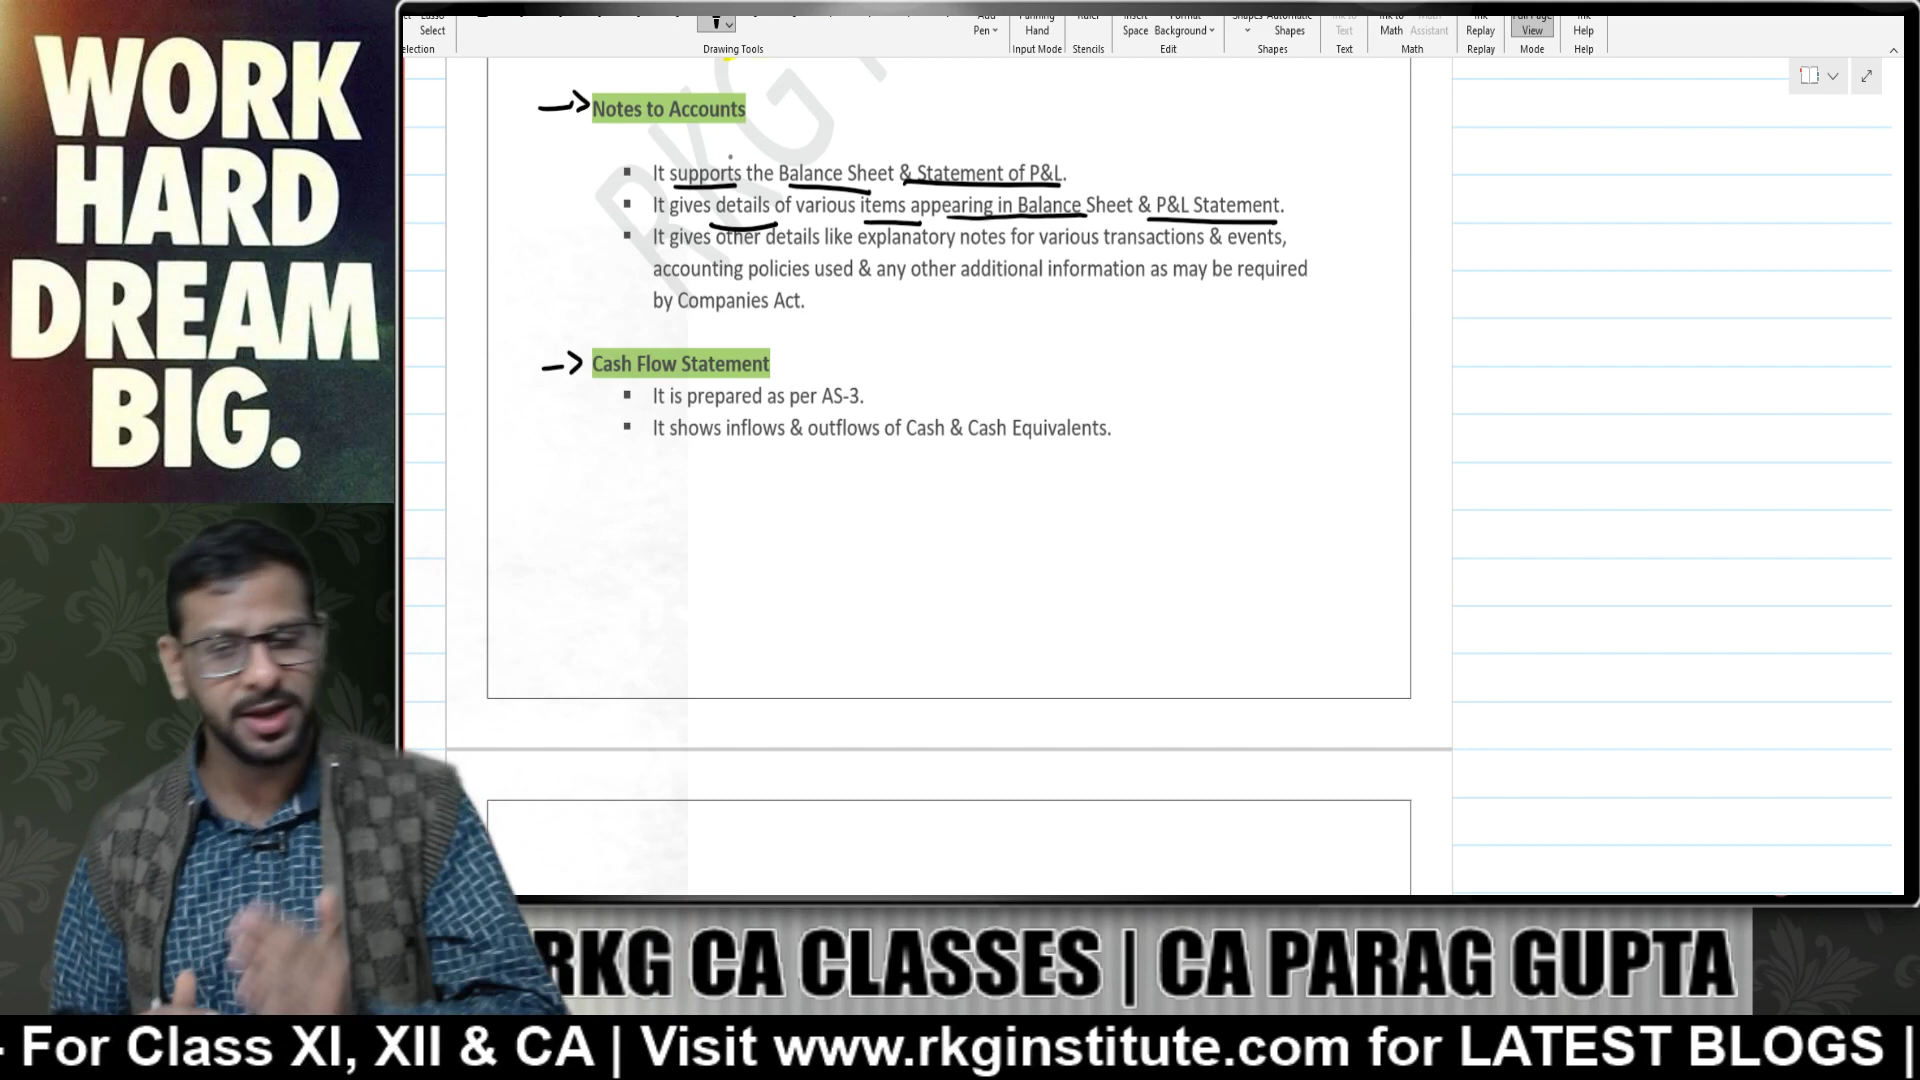 WORK
HARD
DREAM
BIG.
Select
Pen
Hand
Space Background
Shapes
Text
Math Assistant
Replay
View
Help
Drawing Tools
Input Mode
Stencils
Edit
Shapes
Text
Math
Replay
Mode
Help
RKG
Notes to Accounts
▪ It supports the Balance Sheet & Statement of P&L.
▪ It gives details of various items appearing in Balance Sheet & P&L Statement.
▪ It gives other details like explanatory notes for various transactions & events,
accounting policies used & any other additional information as may be required
by Companies Act.
Cash Flow Statement
▪ It is prepared as per AS-3.
▪ It shows inflows & outflows of Cash & Cash Equivalents.
RKG CA CLASSES | CA PARAG GUPTA
- For Class XI, XII & CA | Visit www.rkginstitute.com for LATEST BLOGS |